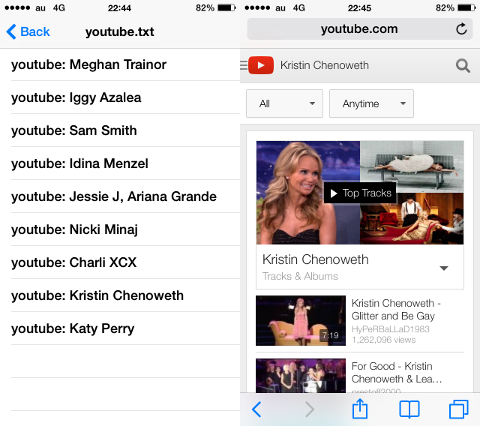 au 4G 22:44 82%
Back youtube.txt
youtube: Meghan Trainor
youtube: Iggy Azalea
youtube: Sam Smith
youtube: Idina Menzel
youtube: Jessie J, Ariana Grande
youtube: Nicki Minaj
youtube: Charli XCX
youtube: Kristin Chenoweth
youtube: Katy Perry
au 4G 22:45 82%
youtube.com
Kristin Chenoweth
All Anytime
Top Tracks
Kristin Chenoweth
Tracks & Albums
7:19
Kristin Chenoweth -
Glitter and Be Gay
HyPeRBaLLaD1983
1,262,096 views
For Good - Kristin
Chenoweth & Lea...